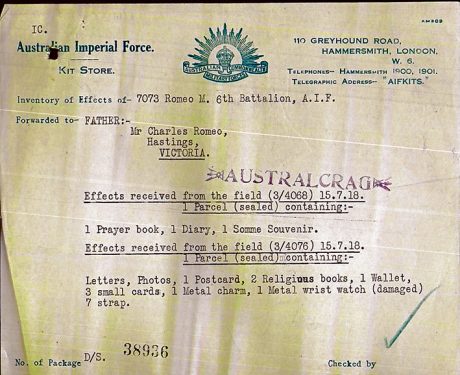 AM 909
IC.
Australian Imperial Force.
Kit Store.
AUSTRALIAN COMMONWEALTH
MILITARY FORCES
110 GREYHOUND ROAD,
HAMMERSMITH, LONDON,
W. 6.
Telephones- Hammersmith 1900, 1901.
Telegraphic Address- "AIFKITS."
Inventory of Effects of- 7073 Romeo M. 6th Battalion, A.I.F.
Forwarded to- FATHER:-
Mr Charles Romeo,
Hastings,
VICTORIA.
AUSTRALCRAG
Effects received from the field (3/4068) 15.7.18.
1 Parcel (sealed) containing:-
1 Prayer book, 1 Diary, 1 Somme Souvenir.
Effects received from the field (3/4076) 15.7.18.
1 Parcel (sealed) containing:-
Letters, Photos, 1 Postcard, 2 Religious books, 1 Wallet,
3 small cards, 1 Metal charm, 1 Metal wrist watch (damaged)
7 strap.
No. of Package D/S. 38936
Checked by